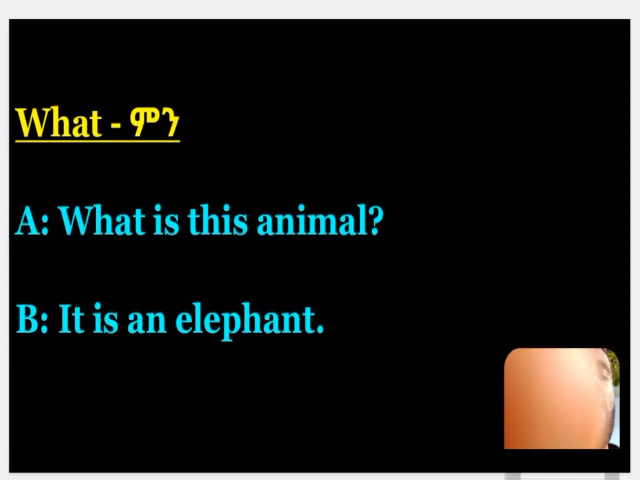 What - ምን
A: What is this animal?
B: It is an elephant.